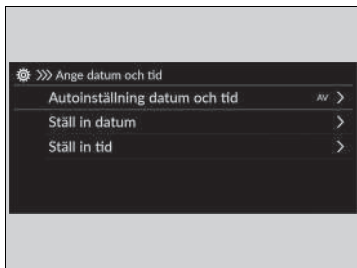 Ange datum och tid
Autoinställning datum och tid AV
Ställ in datum
Ställ in tid